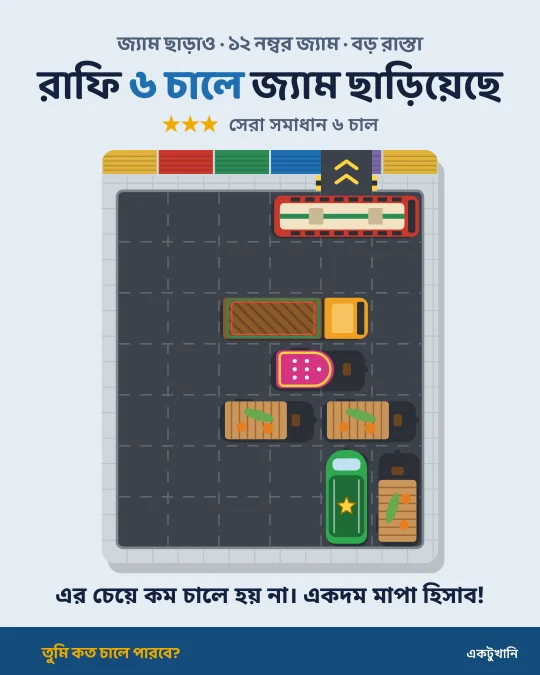 জ্যাম ছাড়াও · ১২ নম্বর জ্যাম · বড় রাস্তা
রাফি ৬ চালে জ্যাম ছাড়িয়েছে
★★★ সেরা সমাধান ৬ চাল
এর চেয়ে কম চালে হয় না। একদম মাপা হিসাব!
তুমি কত চালে পারবে?
একটুখানি